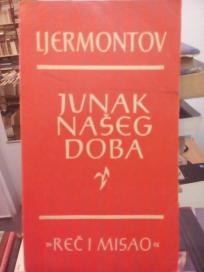 LJERMONTOV
JUNAK
NAŠEG
DOBA
»REČ I MISAO«